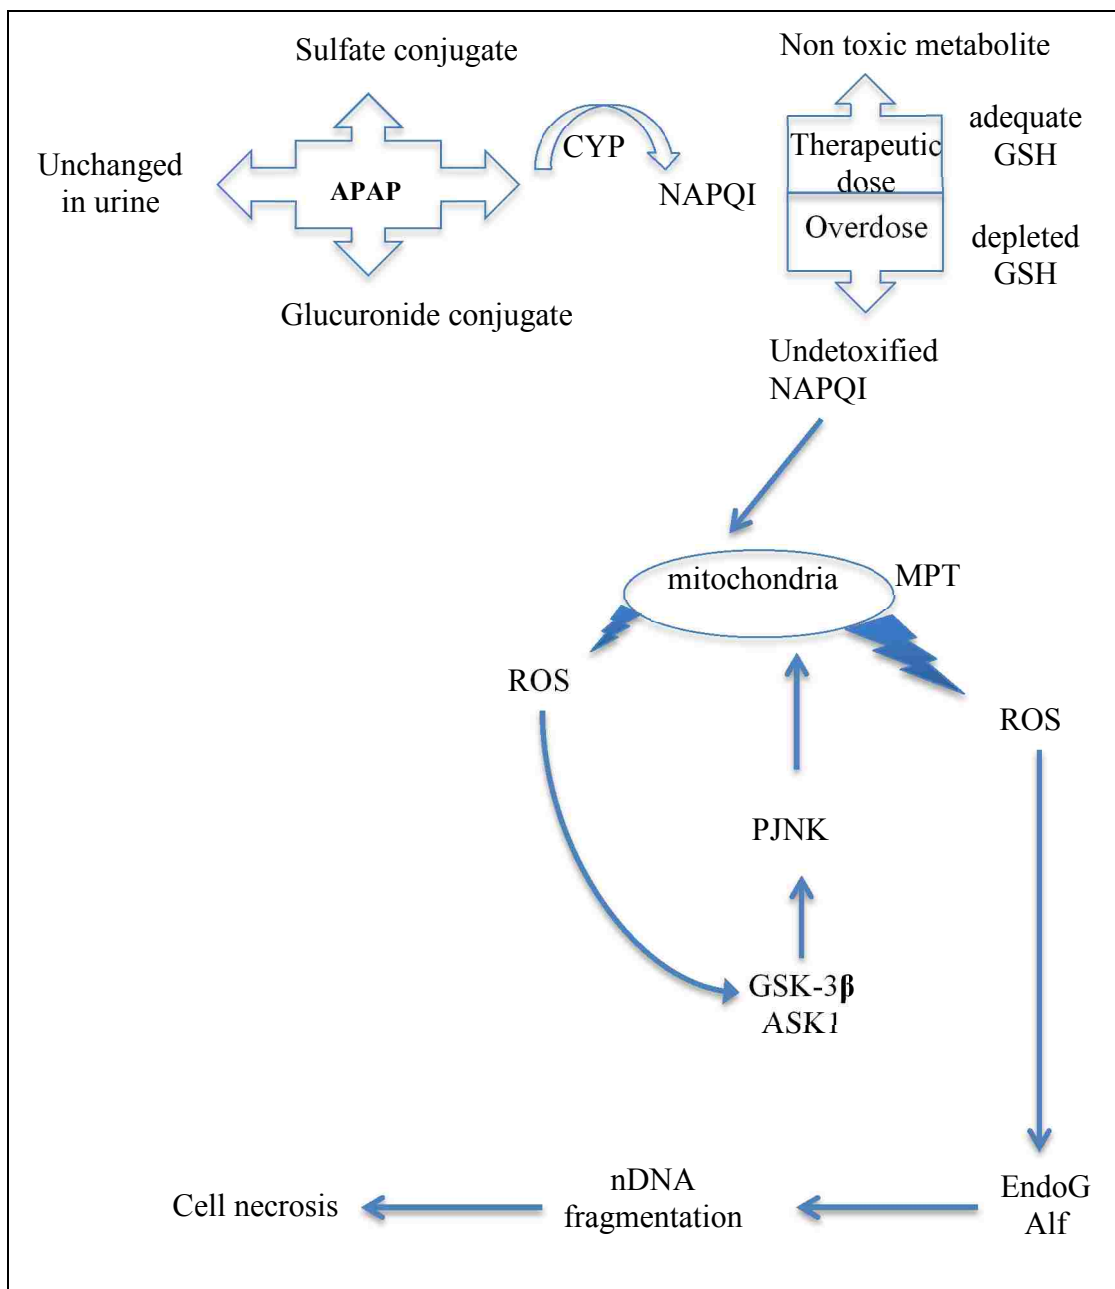 Sulfate conjugate
Non toxic metabolite
Unchanged
in urine
APAP
CYP
NAPQI
Therapeutic
dose
adequate
GSH
Overdose
depleted
GSH
Glucuronide conjugate
Undetoxified
NAPQI
mitochondria
MPT
ROS
ROS
PJNK
GSK-3β
ASK1
EndoG
Alf
nDNA
fragmentation
Cell necrosis